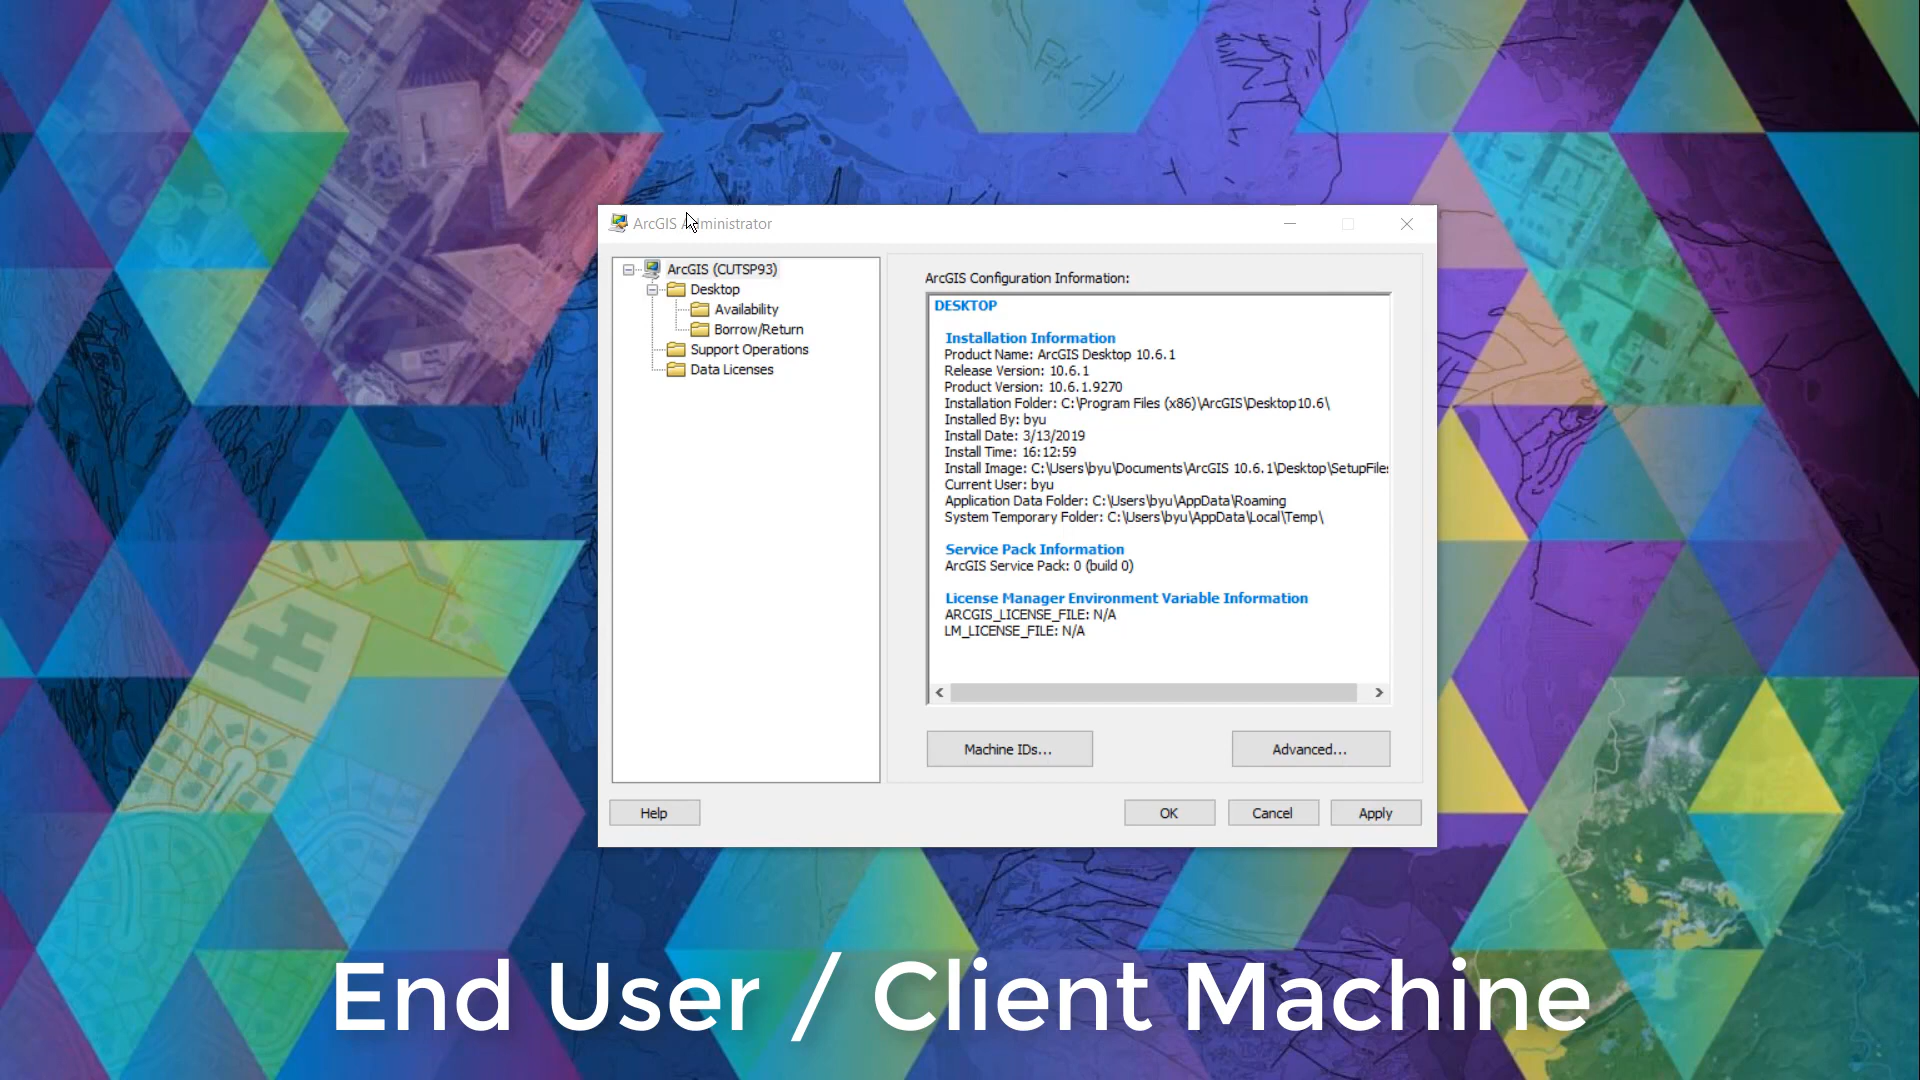 ArcGIS Administrator
ArcGIS (CUTSP93)
Desktop
Availability
Borrow/Return
Support Operations
Data Licenses
ArcGIS Configuration Information:
DESKTOP
Installation Information
Product Name: ArcGIS Desktop 10.6.1
Release Version: 10.6.1
Product Version: 10.6.1.9270
Installation Folder: C:\Program Files (x86)\ArcGIS\Desktop10.6\
Installed By: byu
Install Date: 3/13/2019
Install Time: 16:12:59
Install Image: C:\Users\byu\Documents\ArcGIS 10.6.1\Desktop\SetupFiles
Current User: byu
Application Data Folder: C:\Users\byu\AppData\Roaming
System Temporary Folder: C:\Users\byu\AppData\Local\Temp\
Service Pack Information
ArcGIS Service Pack: 0 (build 0)
License Manager Environment Variable Information
ARCGIS_LICENSE_FILE: N/A
LM_LICENSE_FILE: N/A
Machine IDs...
Advanced...
Help
OK
Cancel
Apply
End User / Client Machine